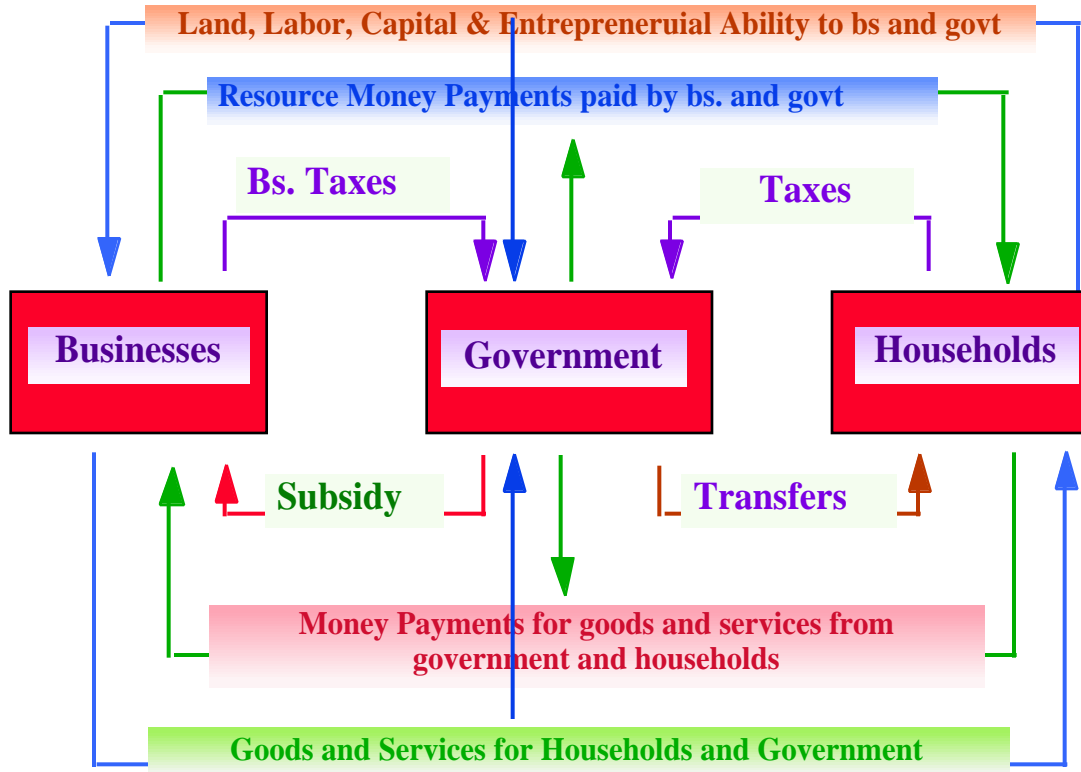 Land, Labor, Capital & Entrepreneruial Ability to bs and govt
Resource Money Payments paid by bs. and govt
Bs. Taxes
Taxes
Businesses
Government
Households
Subsidy
Transfers
Money Payments for goods and services from
government and households
Goods and Services for Households and Government